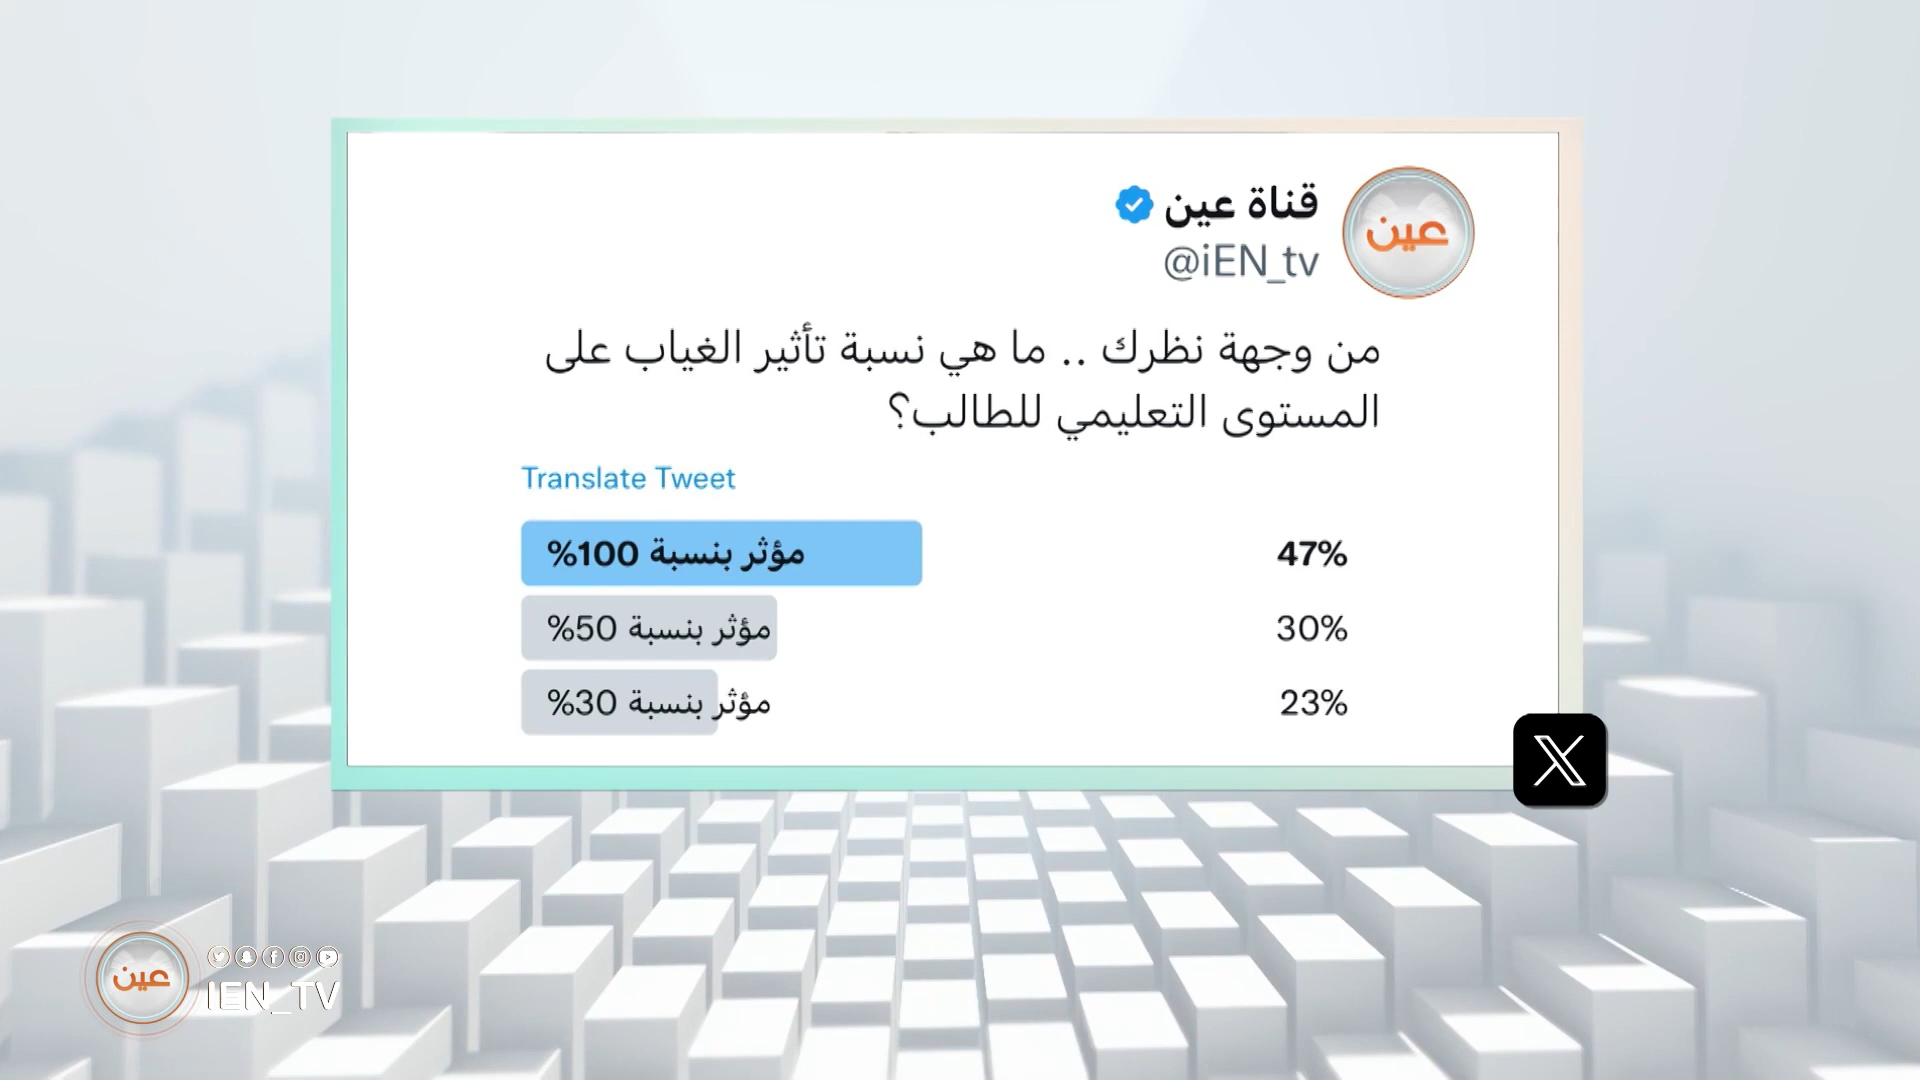 قناة عين
عين
@iEN_tv
من وجهة نظرك .. ما هي نسبة تأثير الغياب على
المستوى التعليمي للطالب؟
Translate Tweet
مؤثر بنسبة 100% 47%
مؤثر بنسبة 50% 30%
مؤثر بنسبة 30% 23%
عين
IEN_TV